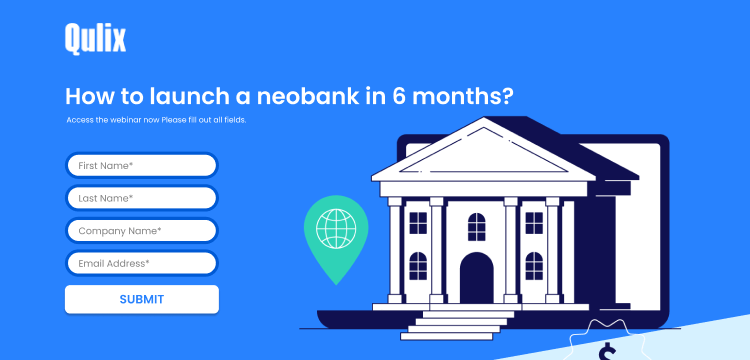 Qulix
How to launch a neobank in 6 months?
Access the webinar now Please fill out all fields.
First Name*
Last Name*
Company Name*
Email Address*
SUBMIT
$